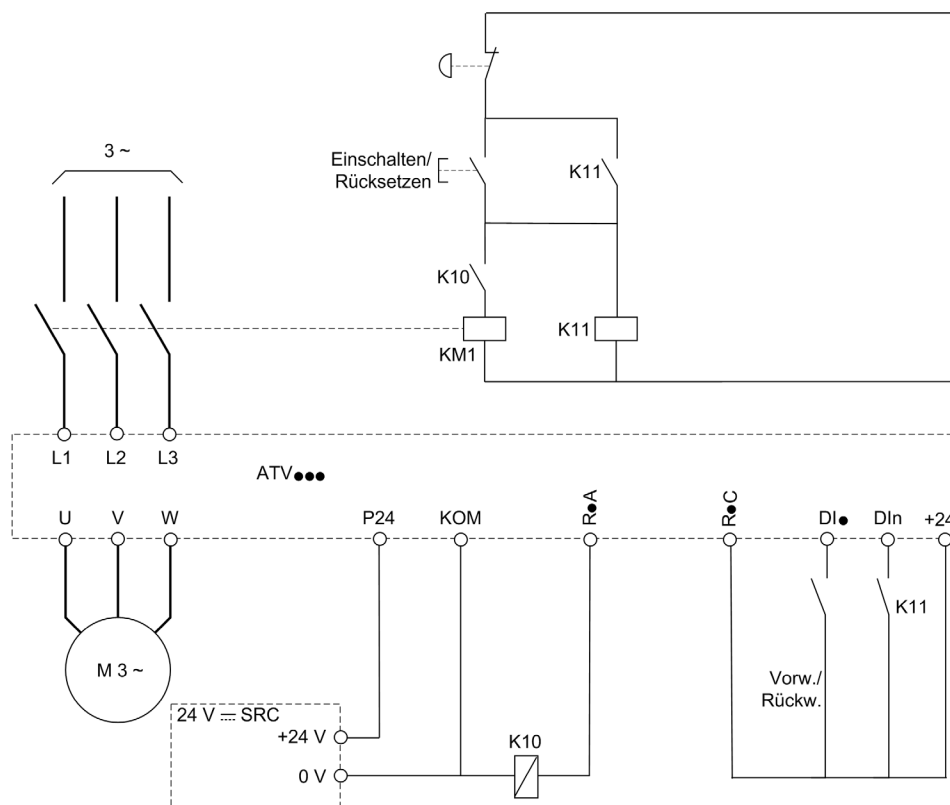 3 ~
Einschalten/
Rücksetzen
K11
K10
KM1
K11
L1 L2 L3
ATV●●●
U V W P24 KOM R●A R●C DI● DIn +24
K11
M 3 ~
Vorw./
Rückw.
24 V ⎓ SRC
+24 V
K10
0 V